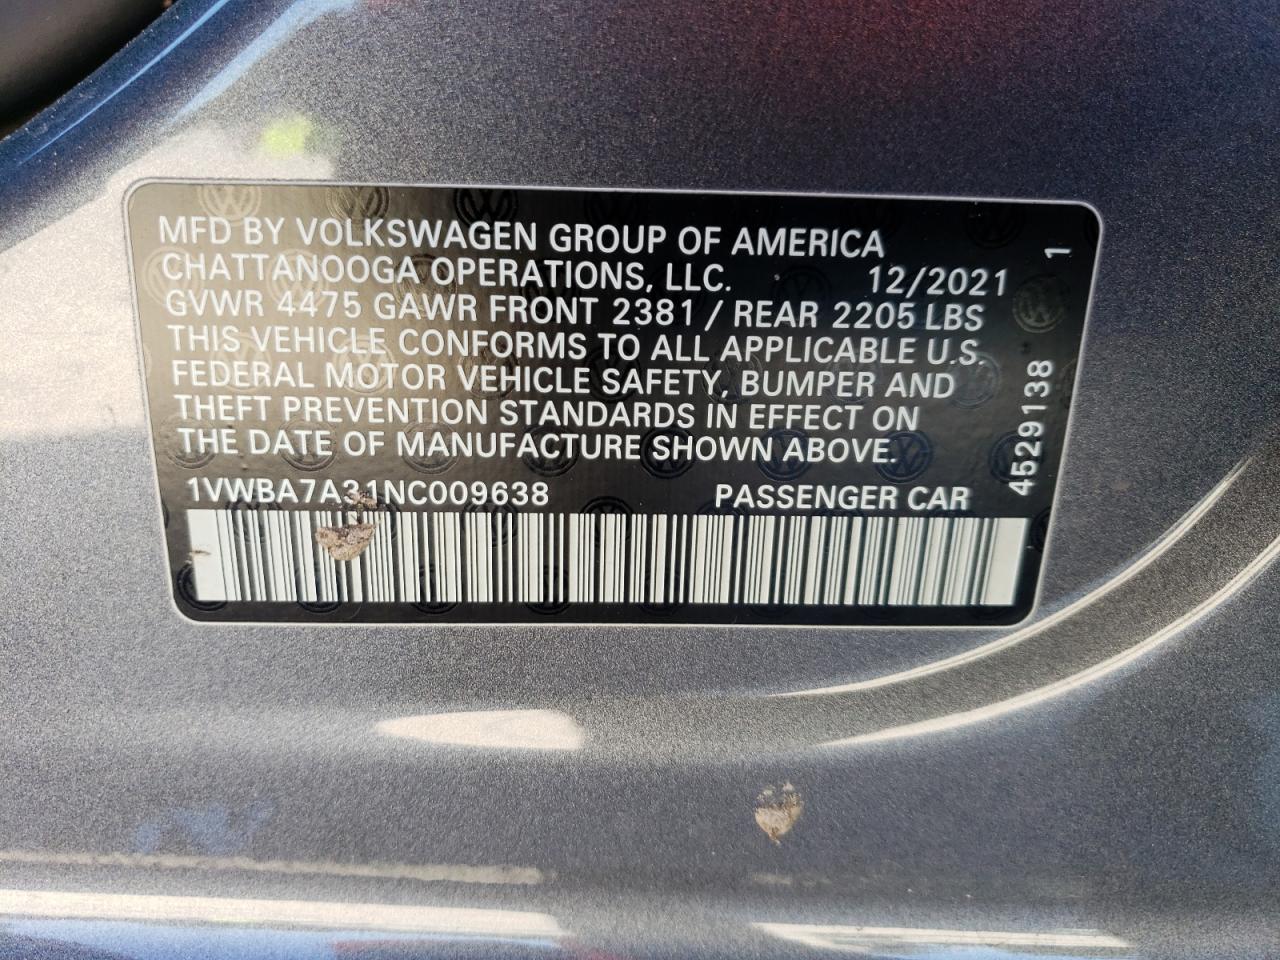 MFD BY VOLKSWAGEN GROUP OF AMERICA
CHATTANOOGA OPERATIONS, LLC. 12/2021
GVWR 4475 GAWR FRONT 2381 / REAR 2205 LBS
THIS VEHICLE CONFORMS TO ALL APPLICABLE U.S.
FEDERAL MOTOR VEHICLE SAFETY, BUMPER AND
THEFT PREVENTION STANDARDS IN EFFECT ON
THE DATE OF MANUFACTURE SHOWN ABOVE.
1VWBA7A31NC009638 PASSENGER CAR
4529138 1